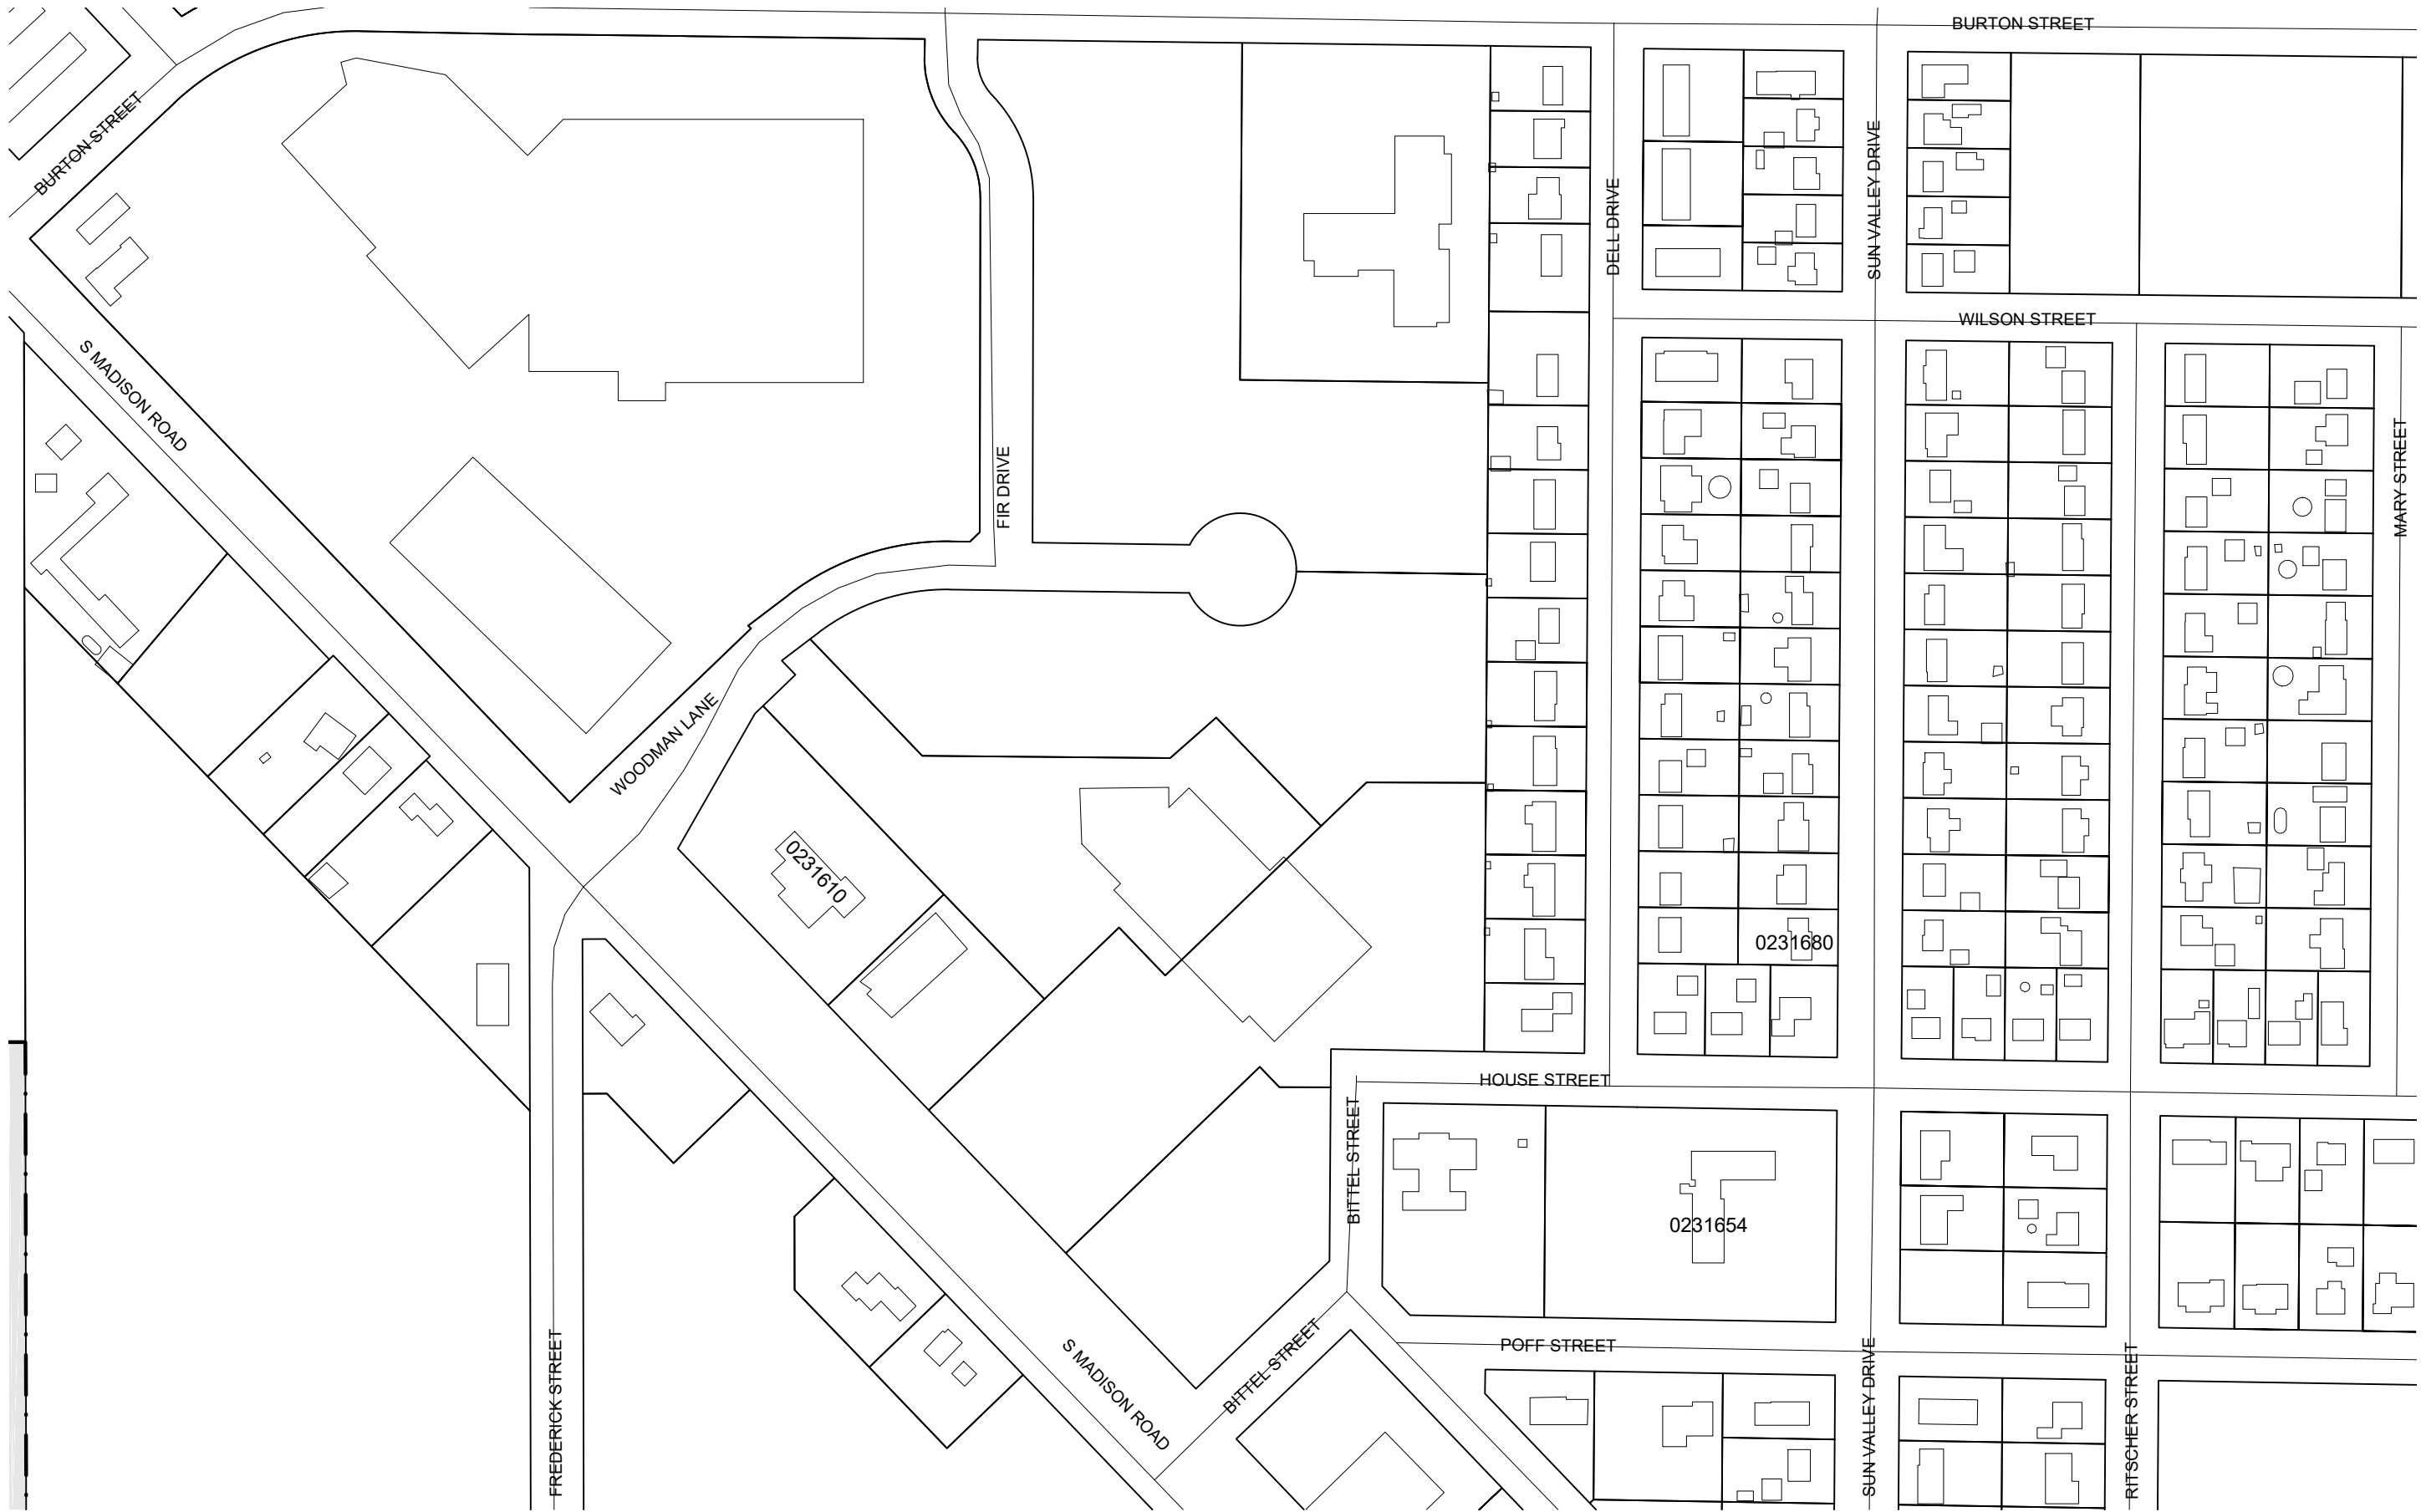 BURTON STREET
BURTON STREET
SUN VALLEY DRIVE
DELL DRIVE
WILSON STREET
S MADISON ROAD
FIR DRIVE
MARY STREET
WOODMAN LANE
0231610
0231680
HOUSE STREET
BITTEL STREET
0231654
POFF STREET
BITTEL STREET
S MADISON ROAD
FREDERICK STREET
SUN VALLEY DRIVE
RITSCHER STREET